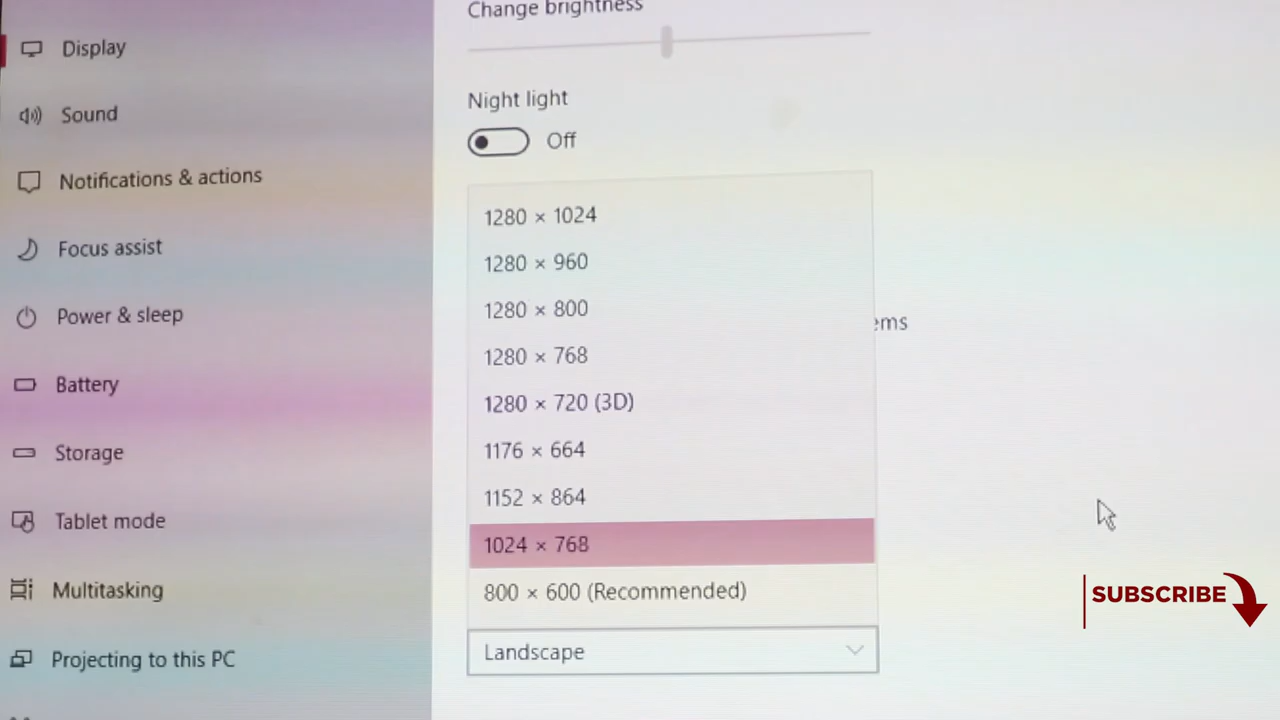 Change brightness
Display
Sound
Night light
Off
Notifications & actions
1280 × 1024
Focus assist
1280 × 960
1280 × 800
Power & sleep
ems
1280 × 768
Battery
1280 × 720 (3D)
1176 × 664
Storage
1152 × 864
Tablet mode
1024 × 768
800 × 600 (Recommended)
Multitasking
SUBSCRIBE
Landscape
Projecting to this PC